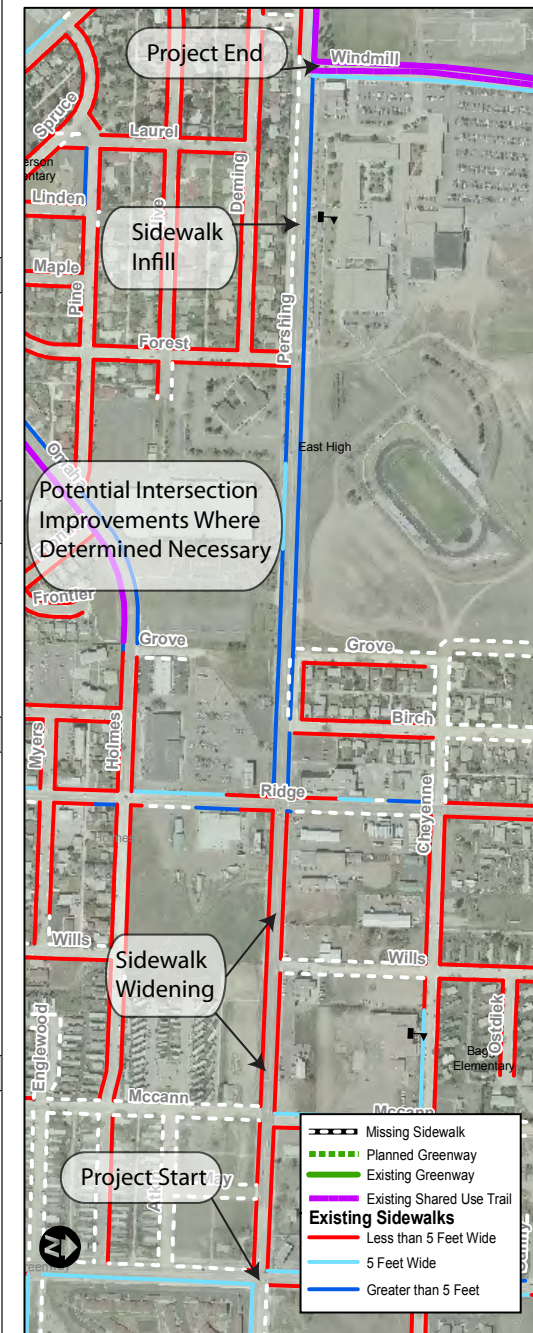 Project End
Windmill
Spruce
Laurel
Linden
Deming
Sidewalk
Infill
Maple
Pine
Pershing
Forest
East High
Potential Intersection
Improvements Where
Determined Necessary
Frontier
Grove
Grove
Birch
Myers
Holmes
Ridge
Cheyenne
Wills
Wills
Sidewalk
Widening
Englewood
Ostdiek
Elementary
Mccann
Mccann
Project Start
N
Missing Sidewalk
Planned Greenway
Existing Greenway
Existing Shared Use Trail
Existing Sidewalks
Less than 5 Feet Wide
5 Feet Wide
Greater than 5 Feet